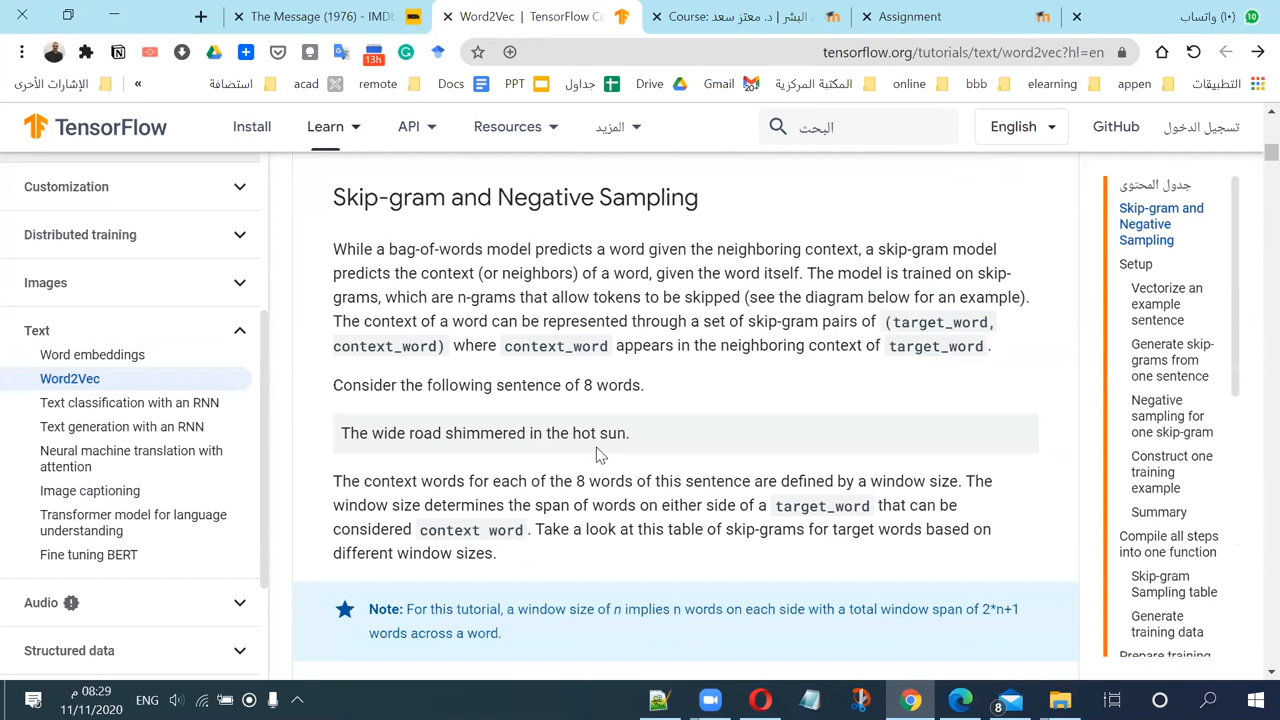 The Message (1976) - IMDb
Word2Vec | TensorFlow Co
Course: د. معتز سعد | البشر
Assignment
(١٠) واتساب
10
13h
tensorflow.org/tutorials/text/word2vec?hl=en
الإشارات الأخرى
«
استضافة
acad
remote
Docs
PPT
جداول
Drive
Gmail
المكتبة المركزية
online
bbb
elearning
appen
التطبيقات
TensorFlow
Install
Learn
API
Resources
المزيد
البحث
English
GitHub
تسجيل الدخول
Customization
Distributed training
Images
Text
Word embeddings
Word2Vec
Text classification with an RNN
Text generation with an RNN
Neural machine translation with
attention
Image captioning
Transformer model for language
understanding
Fine tuning BERT
Audio
Structured data
Skip-gram and Negative Sampling
While a bag-of-words model predicts a word given the neighboring context, a skip-gram model
predicts the context (or neighbors) of a word, given the word itself. The model is trained on skip-
grams, which are n-grams that allow tokens to be skipped (see the diagram below for an example).
The context of a word can be represented through a set of skip-gram pairs of (target_word,
context_word) where context_word appears in the neighboring context of target_word.
Consider the following sentence of 8 words.
The wide road shimmered in the hot sun.
The context words for each of the 8 words of this sentence are defined by a window size. The
window size determines the span of words on either side of a target_word that can be
considered context word. Take a look at this table of skip-grams for target words based on
different window sizes.
Note: For this tutorial, a window size of n implies n words on each side with a total window span of 2*n+1
words across a word.
جدول المحتوى
Skip-gram and
Negative
Sampling
Setup
Vectorize an
example
sentence
Generate skip-
grams from
one sentence
Negative
sampling for
one skip-gram
Construct one
training
example
Summary
Compile all steps
into one function
Skip-gram
Sampling table
Generate
training data
Prepare training
08:29 م
11/11/2020
ENG
8